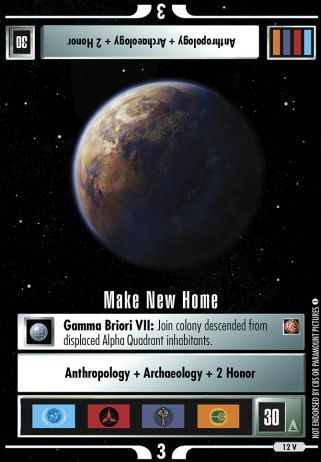 3
30
Anthropology + Archaeology + 2 Honor
Make New Home
Gamma Briori VII: Join colony descended from
displaced Alpha Quadrant inhabitants.
Anthropology + Archaeology + 2 Honor
30
3
12 V
NOT ENDORSED BY CBS OR PARAMOUNT PICTURES